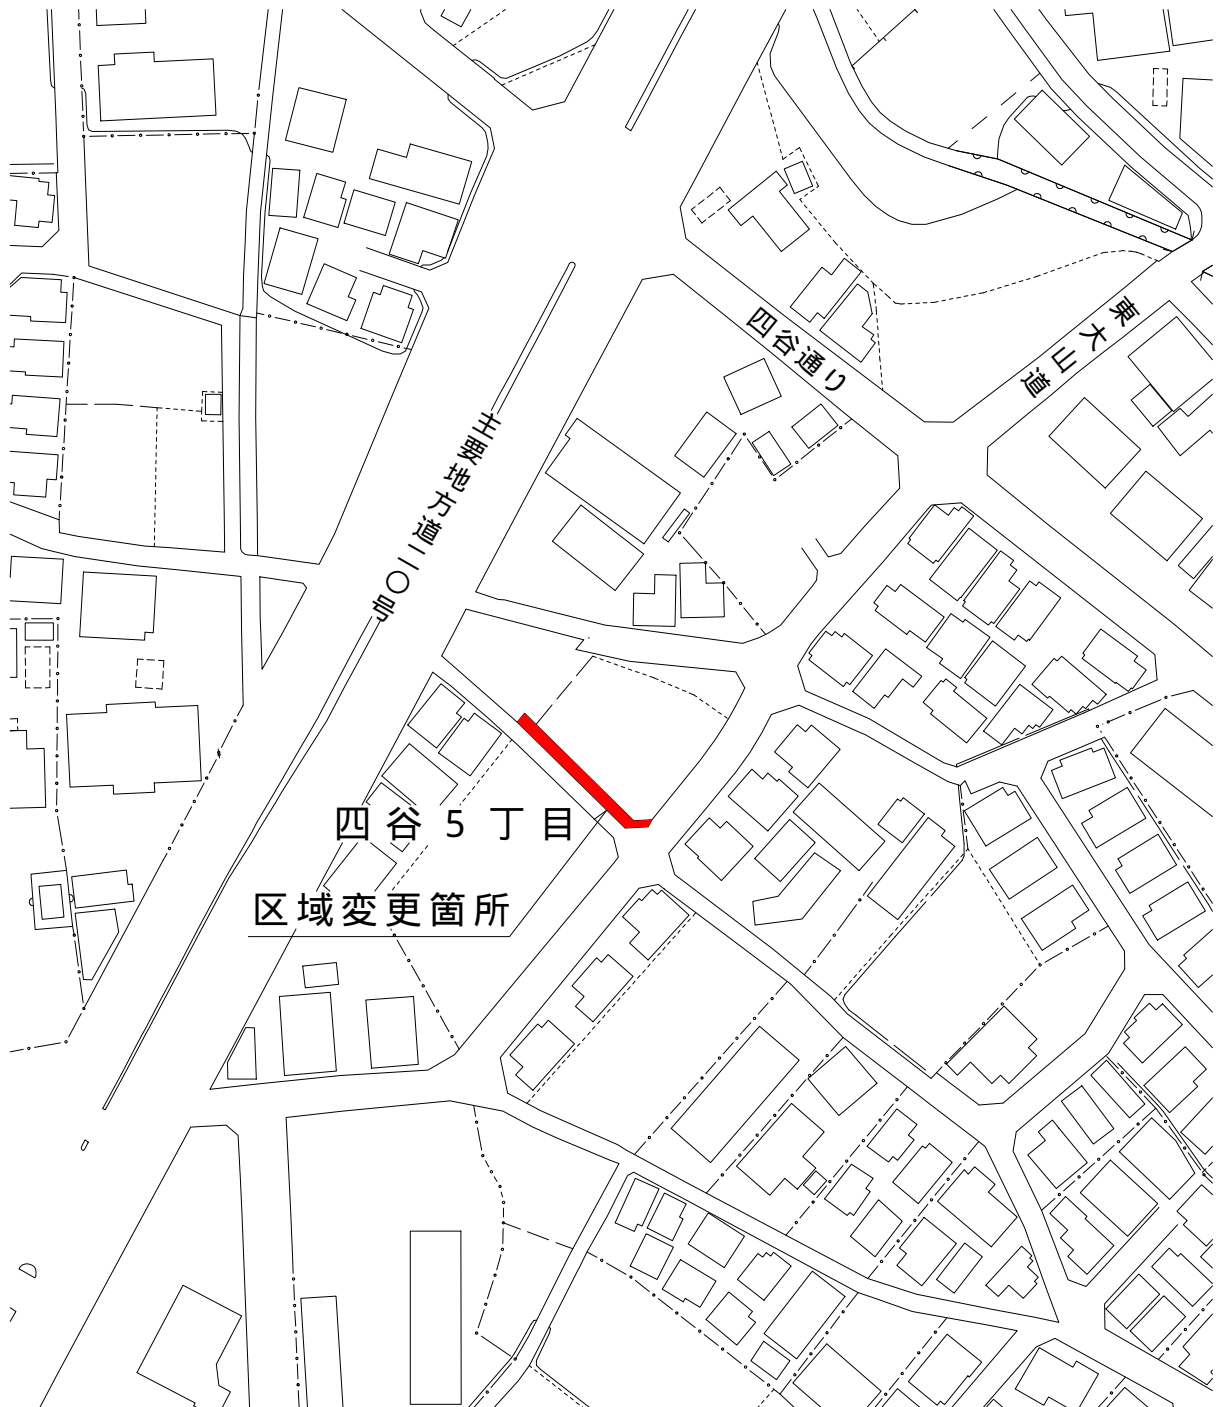 四谷通り
東大山道
主要地方道二〇号
四谷５丁目
区域変更箇所